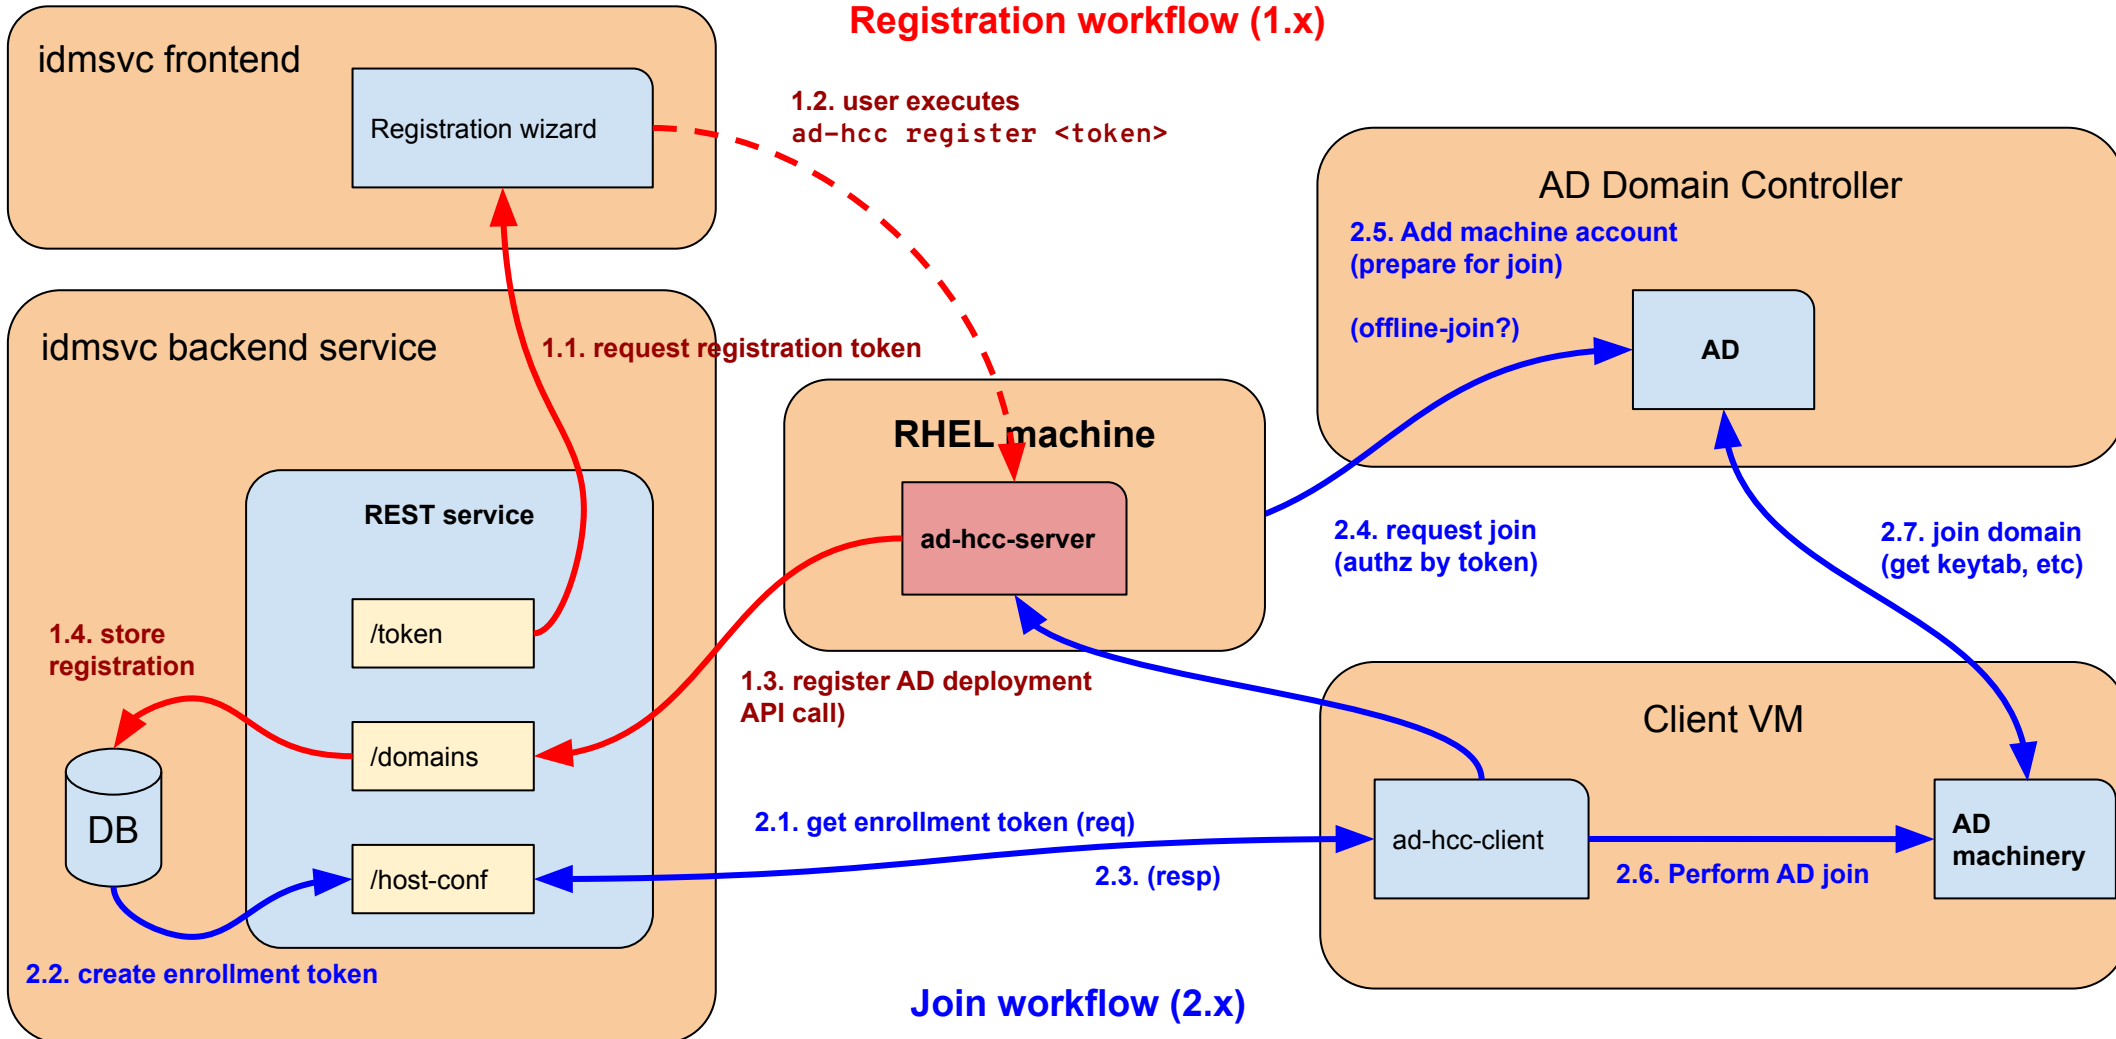 Registration workflow (1.x)
idmsvc frontend
Registration wizard
1.2. user executes
ad-hcc register <token>
AD Domain Controller
2.5. Add machine account
(prepare for join)
(offline-join?)
AD
idmsvc backend service
1.1. request registration token
RHEL machine
ad-hcc-server
REST service
/token
1.4. store
registration
/domains
DB
/host-conf
2.2. create enrollment token
1.3. register AD deployment
API call)
2.4. request join
(authz by token)
2.7. join domain
(get keytab, etc)
Client VM
2.1. get enrollment token (req)
2.3. (resp)
ad-hcc-client
2.6. Perform AD join
AD
machinery
Join workflow (2.x)